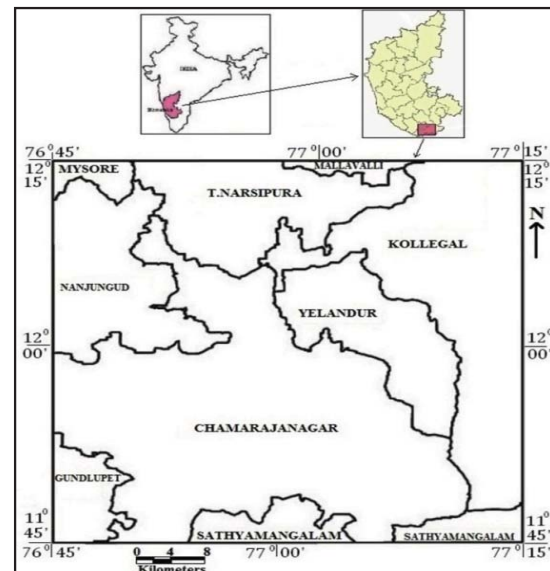 INDIA
76° 45'
77° 00'
77° 15'
12° 15'
12° 15'
MYSORE
MALLAVALLI
T.NARSIPURA
N
KOLLEGAL
NANJUNGUD
YELANDUR
12° 00'
12° 00'
CHAMARAJANAGAR
GUNDLUPET
11° 45'
11° 45'
SATHYAMANGALAM
SATHYAMANGALAM
76° 45'
0 4 8
Kilometers
77° 00'
77° 15'